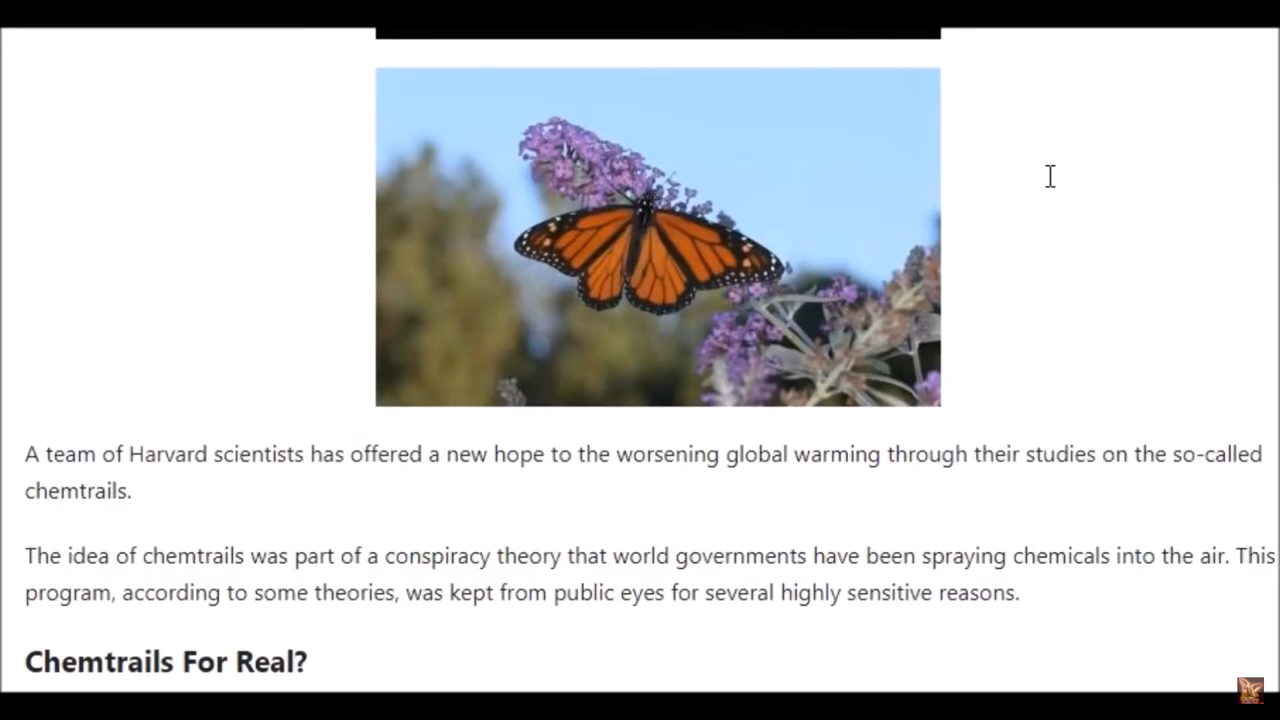 A team of Harvard scientists has offered a new hope to the worsening global warming through their studies on the so-called
chemtrails.
The idea of chemtrails was part of a conspiracy theory that world governments have been spraying chemicals into the air. This
program, according to some theories, was kept from public eyes for several highly sensitive reasons.
Chemtrails For Real?